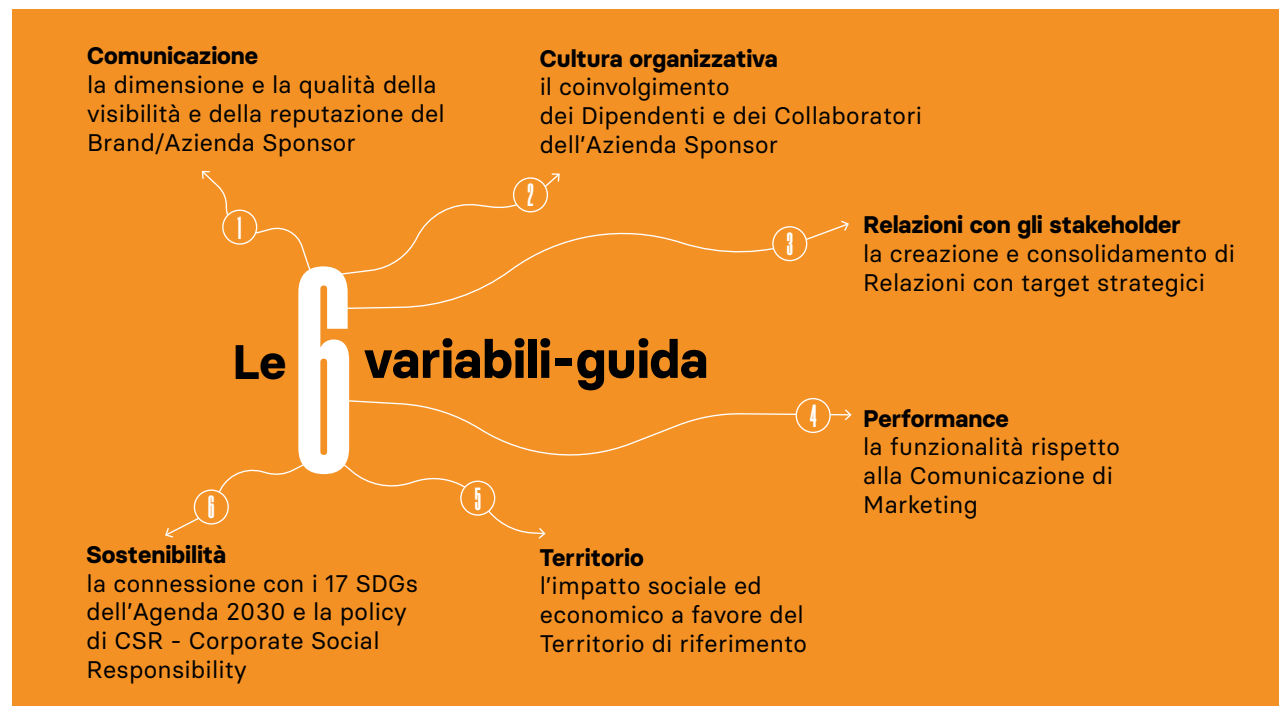 Comunicazione
la dimensione e la qualità della
visibilità e della reputazione del
Brand/Azienda Sponsor
Cultura organizzativa
il coinvolgimento
dei Dipendenti e dei Collaboratori
dell'Azienda Sponsor
1
2
3
Relazioni con gli stakeholder
la creazione e consolidamento di
Relazioni con target strategici
Le 6 variabili-guida
4
Performance
la funzionalità rispetto
alla Comunicazione di
Marketing
6
5
Sostenibilità
la connessione con i 17 SDGs
dell'Agenda 2030 e la policy
di CSR - Corporate Social
Responsibility
Territorio
l'impatto sociale ed
economico a favore del
Territorio di riferimento